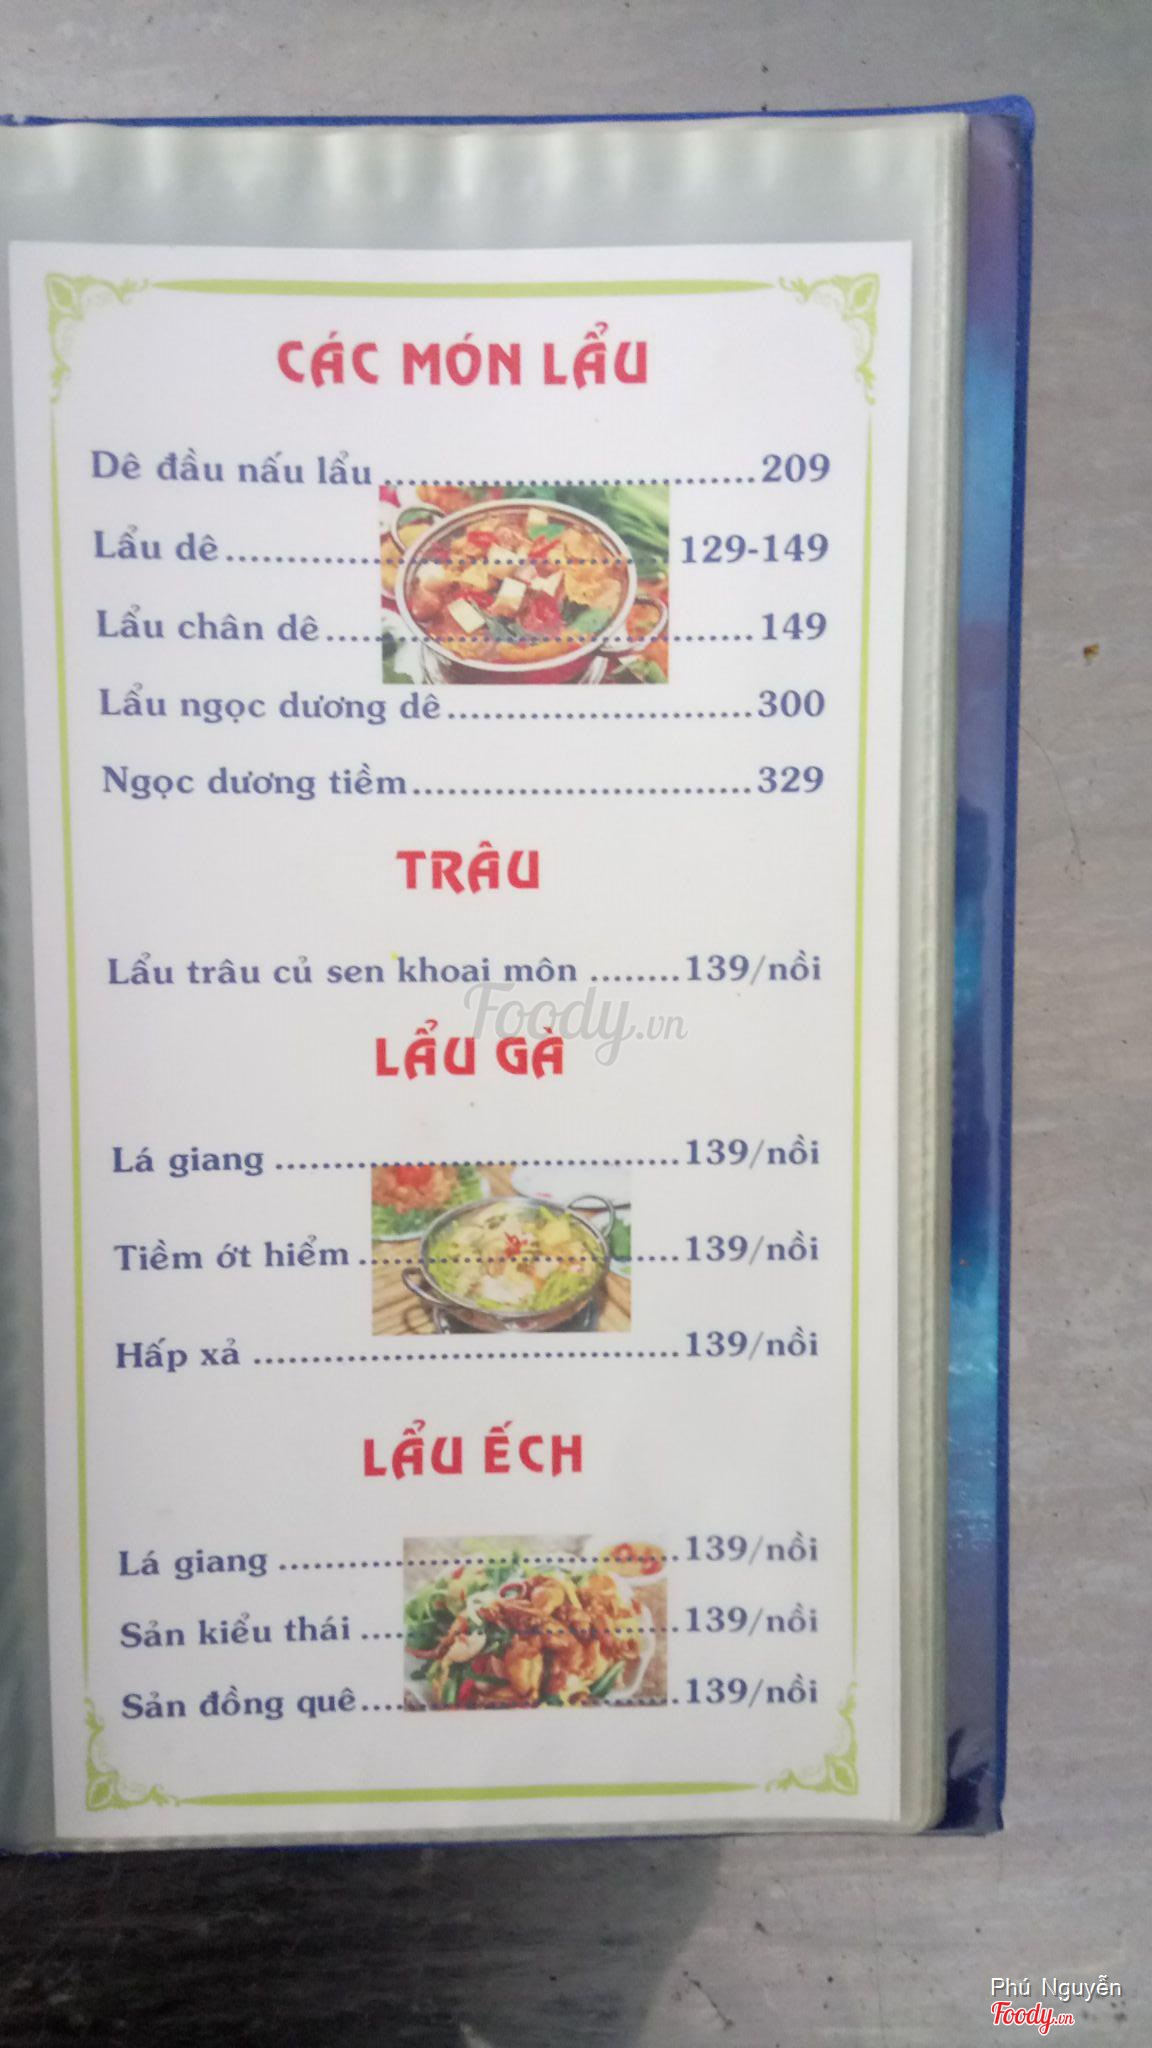 CÁC MÓN LẨU
Dê đầu nấu lẩu ................................ 209
Lẩu dê ................................ 129-149
Lẩu chân dê ................................ 149
Lẩu ngọc dương dê .......................... 300
Ngọc dương tiềm ............................. 329
TRÂU
Lẩu trâu củ sen khoai môn ........ 139/nồi
Foody.vn
LẨU GÀ
Lá giang ................................... 139/nồi
Tiềm ớt hiểm ............................ 139/nồi
Hấp xả .................................... 139/nồi
LẨU ẾCH
Lá giang ................................... 139/nồi
Sản kiểu thái ............................ 139/nồi
Sản đồng quê ............................ 139/nồi
Phú Nguyễn
Foody.vn